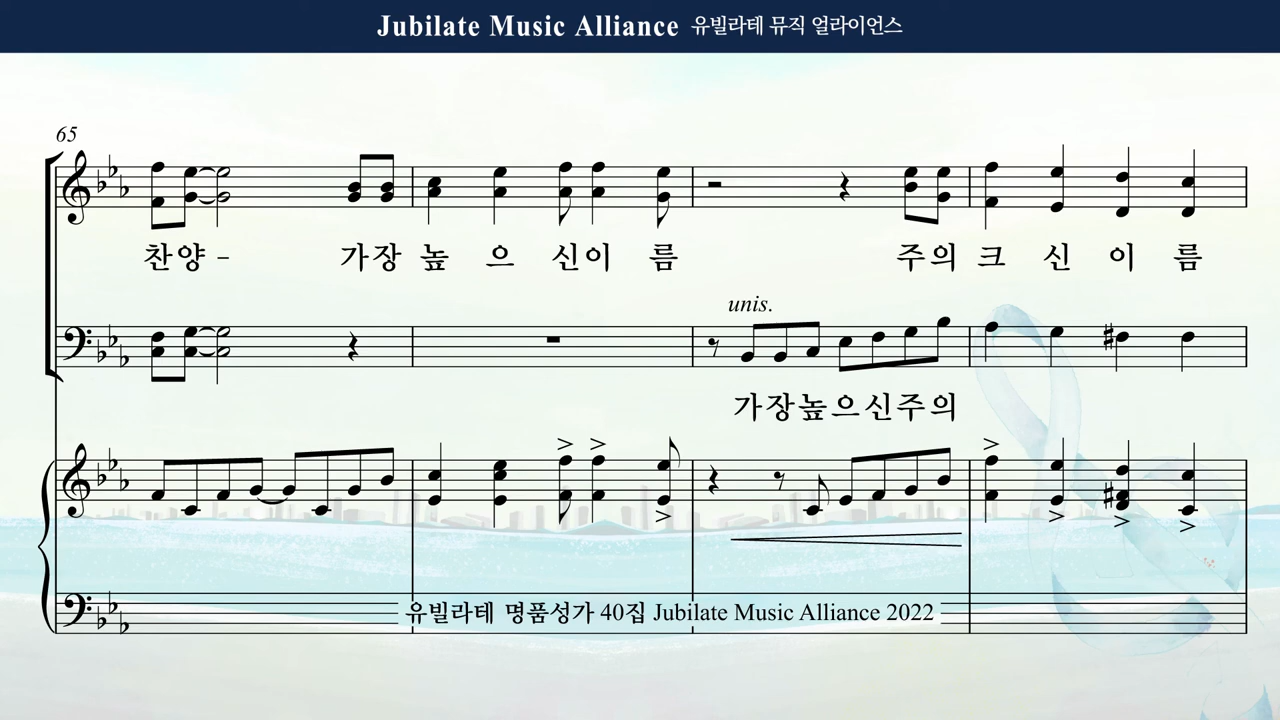 Jubilate Music Alliance 유빌라테 뮤직 얼라이언스
65
찬양 - 가장 높 으 신이 름 주의 크 신 이 름
unis.
가장높으신주의
유빌라테 명품성가 40집 Jubilate Music Alliance 2022